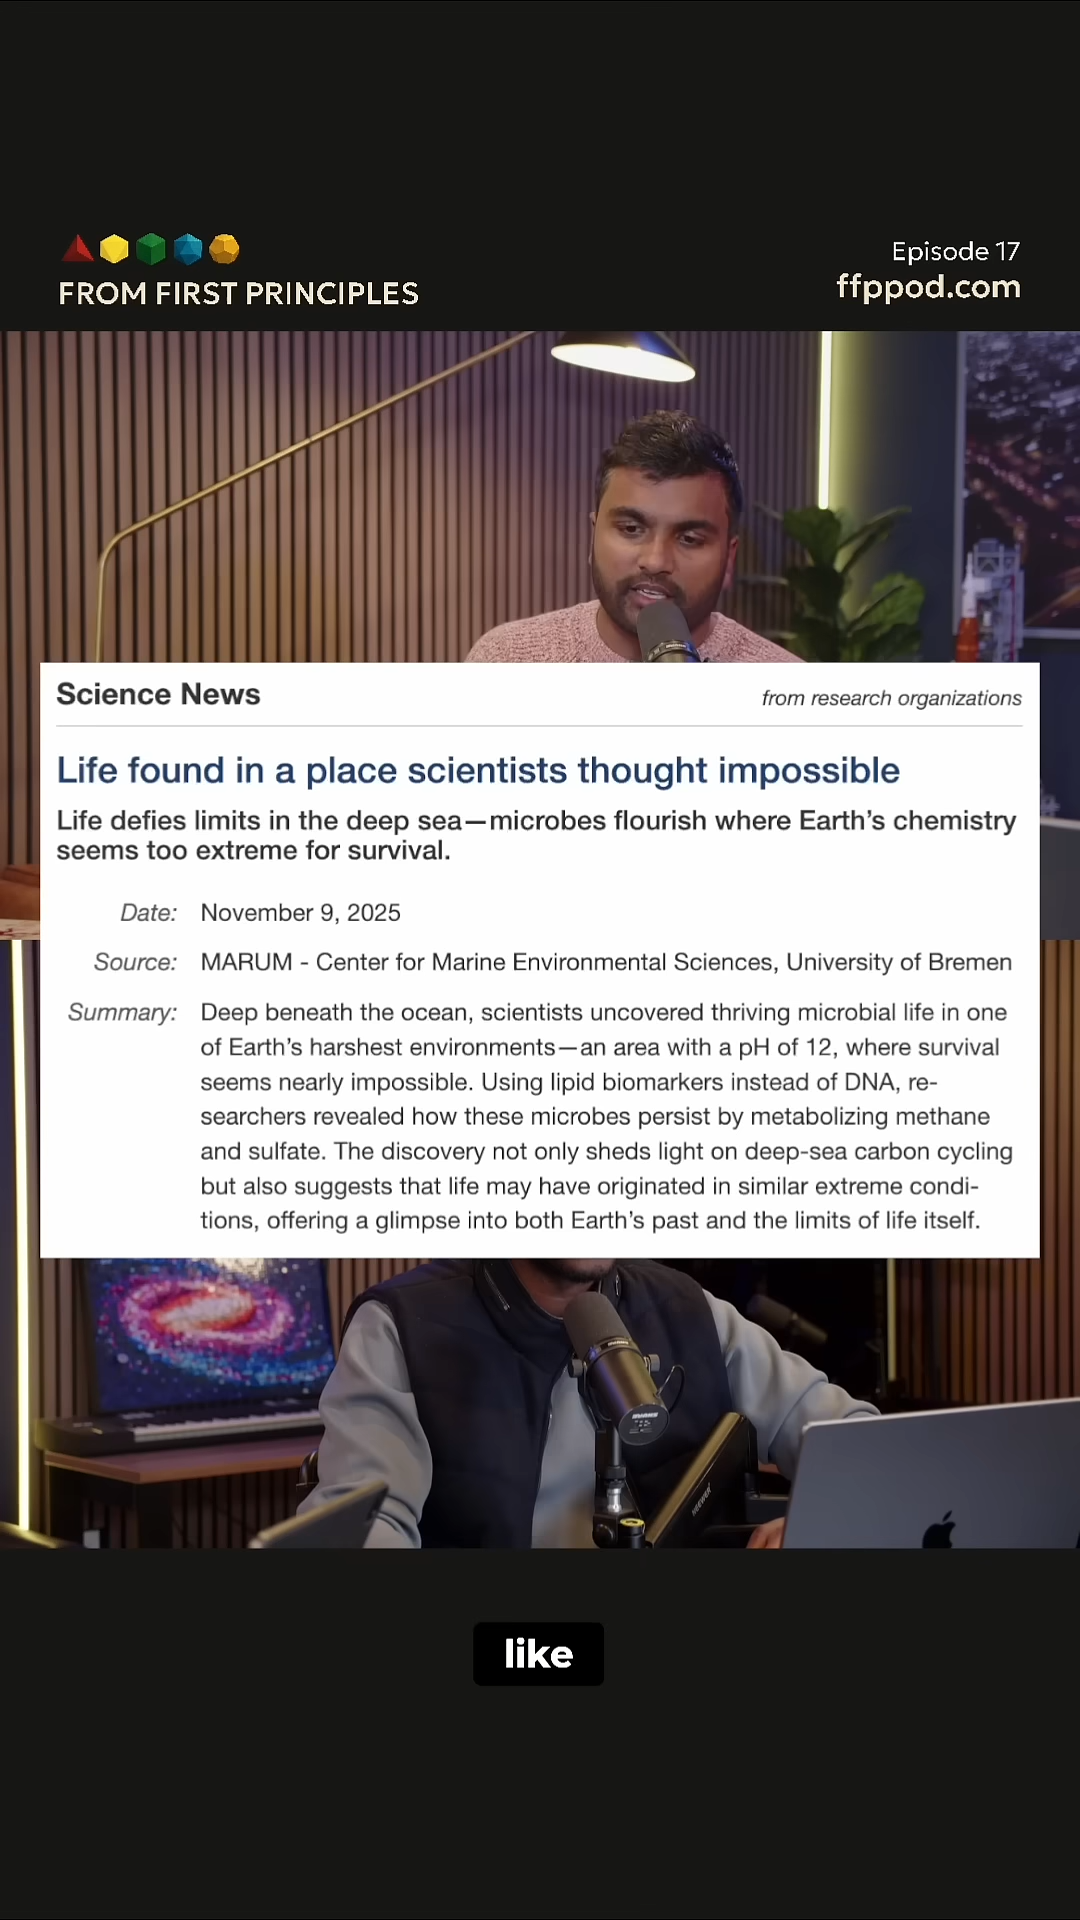 FROM FIRST PRINCIPLES
Episode 17
ffppod.com
Science News
from research organizations
Life found in a place scientists thought impossible
Life defies limits in the deep sea—microbes flourish where Earth's chemistry
seems too extreme for survival.
Date: November 9, 2025
Source: MARUM - Center for Marine Environmental Sciences, University of Bremen
Summary: Deep beneath the ocean, scientists uncovered thriving microbial life in one
of Earth's harshest environments—an area with a pH of 12, where survival
seems nearly impossible. Using lipid biomarkers instead of DNA, re-
searchers revealed how these microbes persist by metabolizing methane
and sulfate. The discovery not only sheds light on deep-sea carbon cycling
but also suggests that life may have originated in similar extreme condi-
tions, offering a glimpse into both Earth's past and the limits of life itself.
like